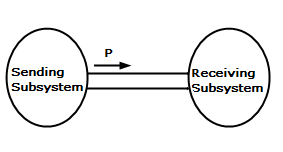 P
Sending
Subsystem
Receiving
Subsystem